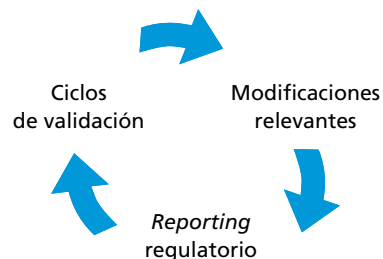 Ciclos
de validación
Modificaciones
relevantes
Reporting
regulatorio